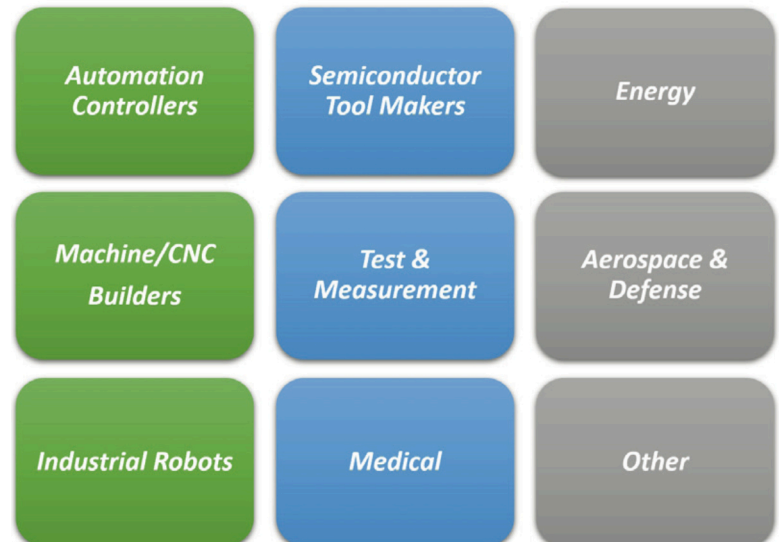 Automation
Controllers
Semiconductor
Tool Makers
Energy
Machine/CNC
Builders
Test &
Measurement
Aerospace &
Defense
Industrial Robots
Medical
Other